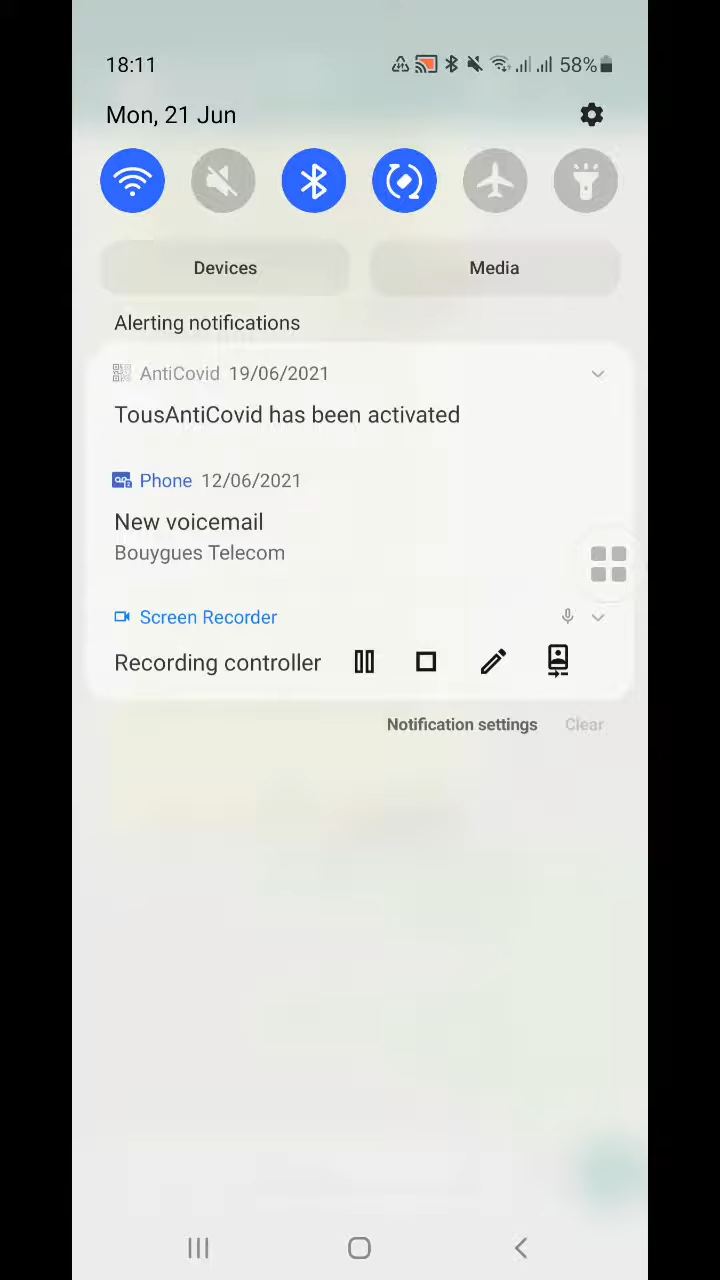 18:11
58%
Mon, 21 Jun
Devices
Media
Alerting notifications
AntiCovid 19/06/2021
TousAntiCovid has been activated
Phone 12/06/2021
New voicemail
Bouygues Telecom
Screen Recorder
Recording controller
Notification settings
Clear